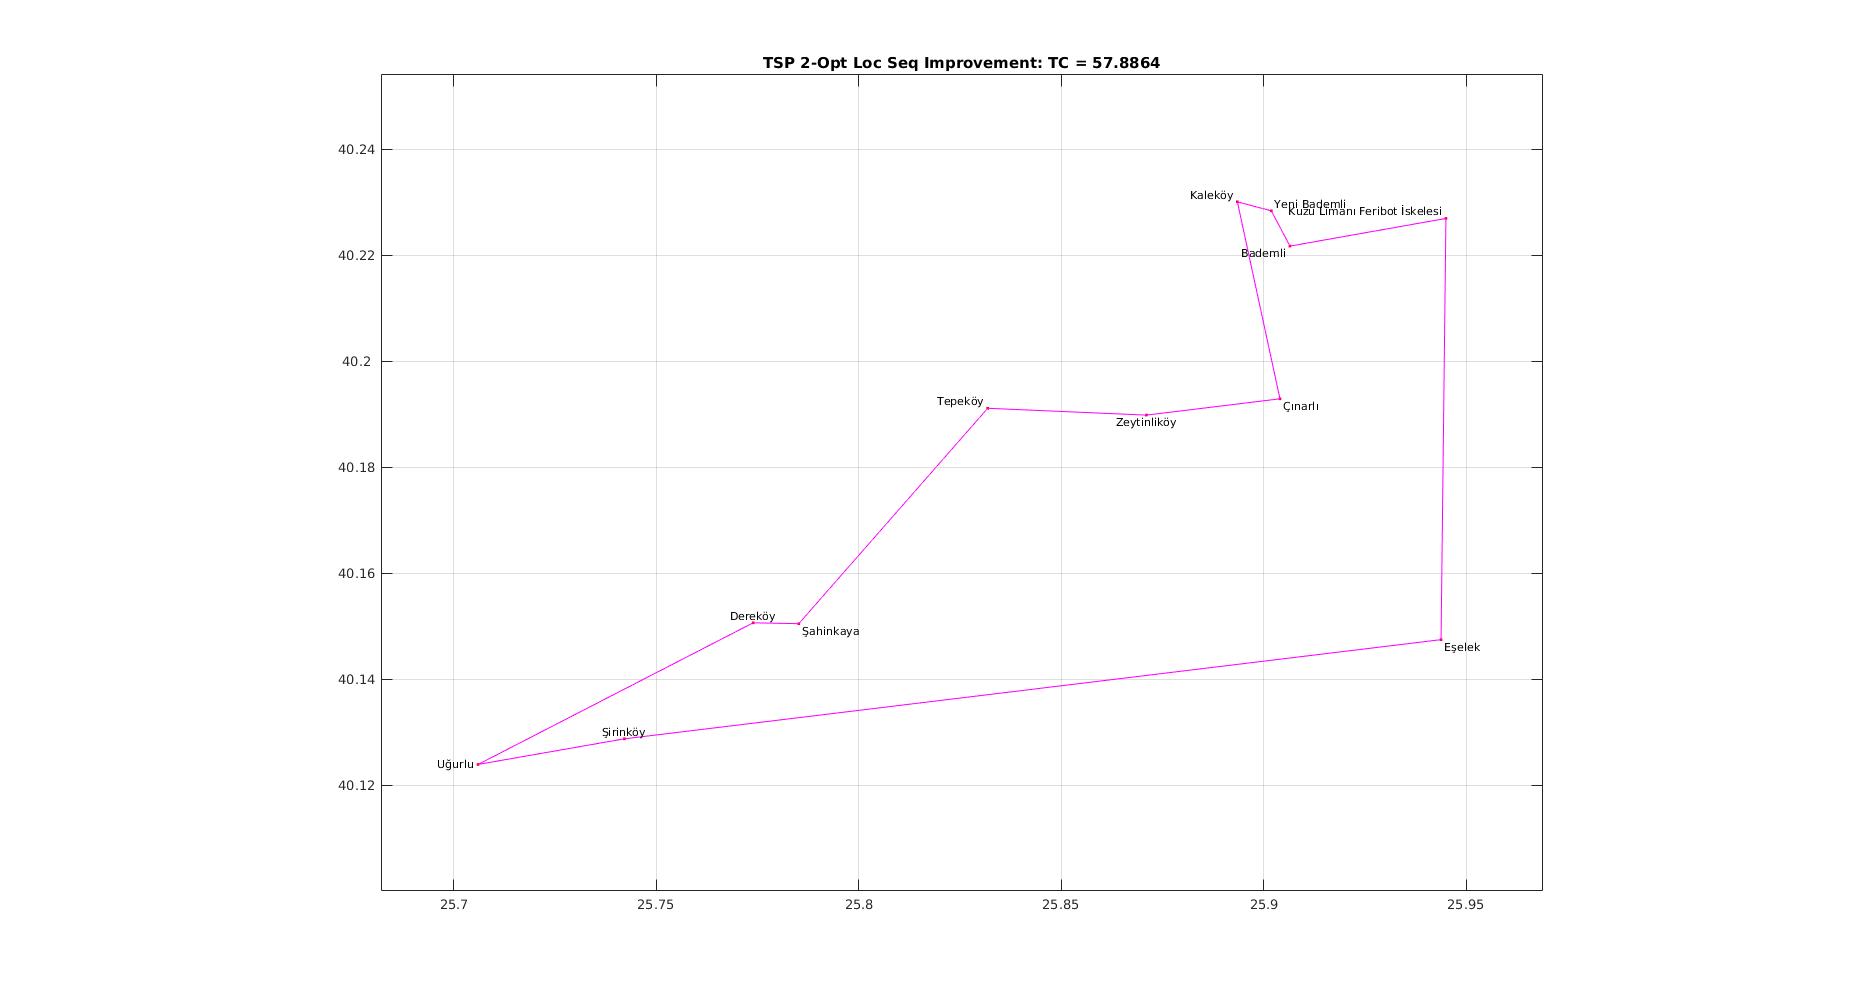 TSP 2-Opt Loc Seq Improvement: TC = 57.8864
40.24
Kaleköy
Yeni Bademli
Kuzu Limanı Feribot İskelesi
40.22
Bademli
40.2
Tepeköy
Çınarlı
Zeytinliköy
40.18
40.16
Dereköy
Şahinkaya
Eşelek
40.14
Şirinköy
Uğurlu
40.12
25.7
25.75
25.8
25.85
25.9
25.95